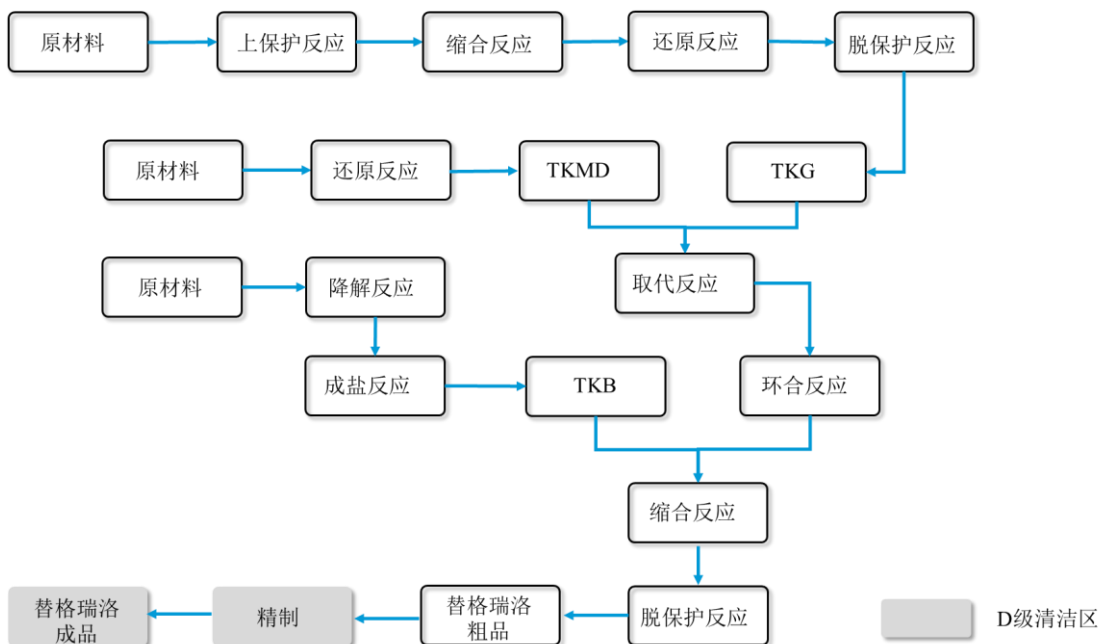 原材料
上保护反应
缩合反应
还原反应
脱保护反应
原材料
还原反应
TKMD
TKG
原材料
降解反应
取代反应
成盐反应
TKB
环合反应
缩合反应
替格瑞洛
成品
精制
替格瑞洛
粗品
脱保护反应
D级清洁区